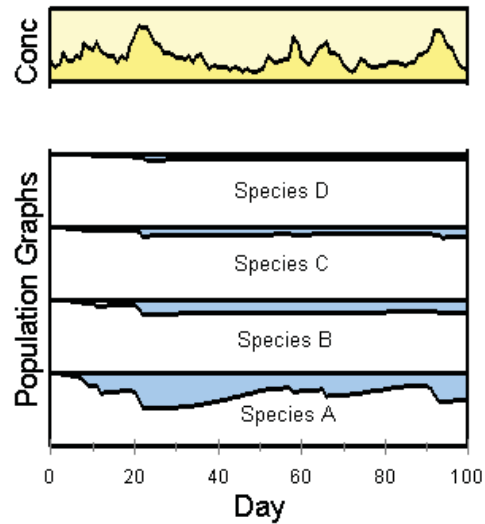 Conc
Population Graphs
Species D
Species C
Species B
Species A
0 20 40 60 80 100
Day